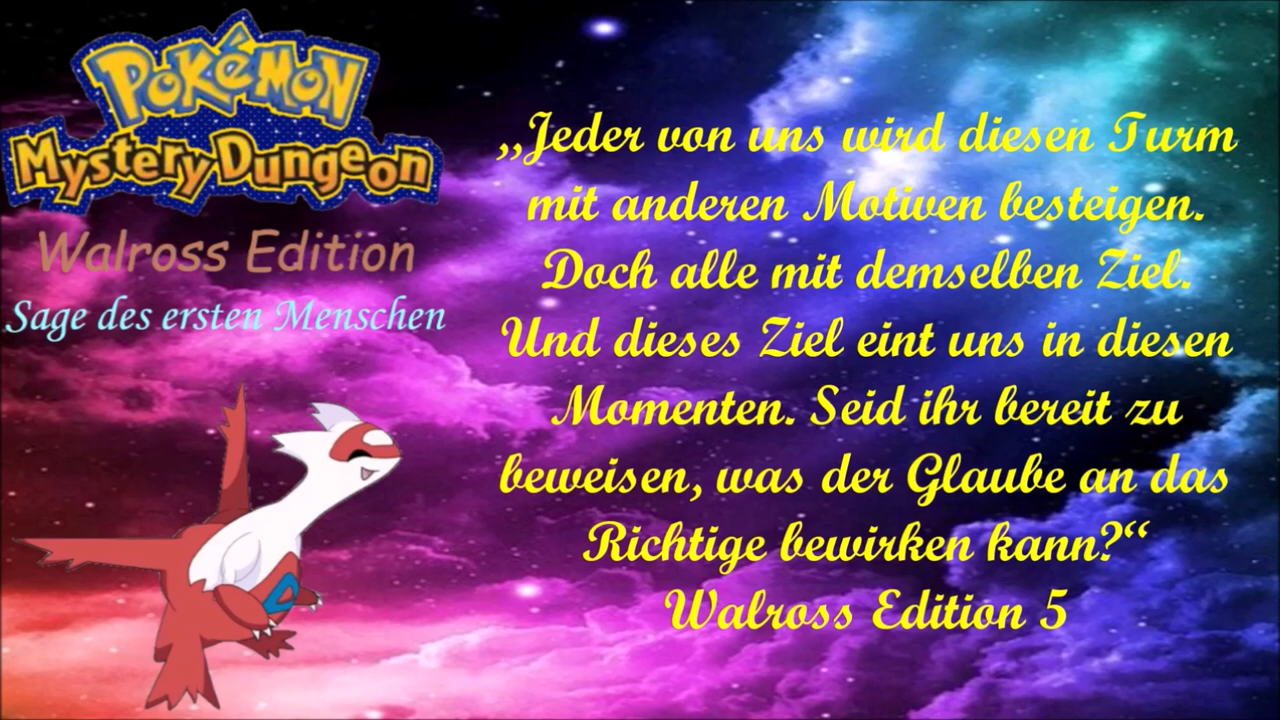 POKéMON
Mystery Dungeon
Walross Edition
Sage des ersten Menschen
„Jeder von uns wird diesen Turm
mit anderen Motiven besteigen.
Doch alle mit demselben Ziel.
Und dieses Ziel eint uns in diesen
Momenten. Seid ihr bereit zu
beweisen, was der Glaube an das
Richtige bewirken kann?“
Walross Edition 5